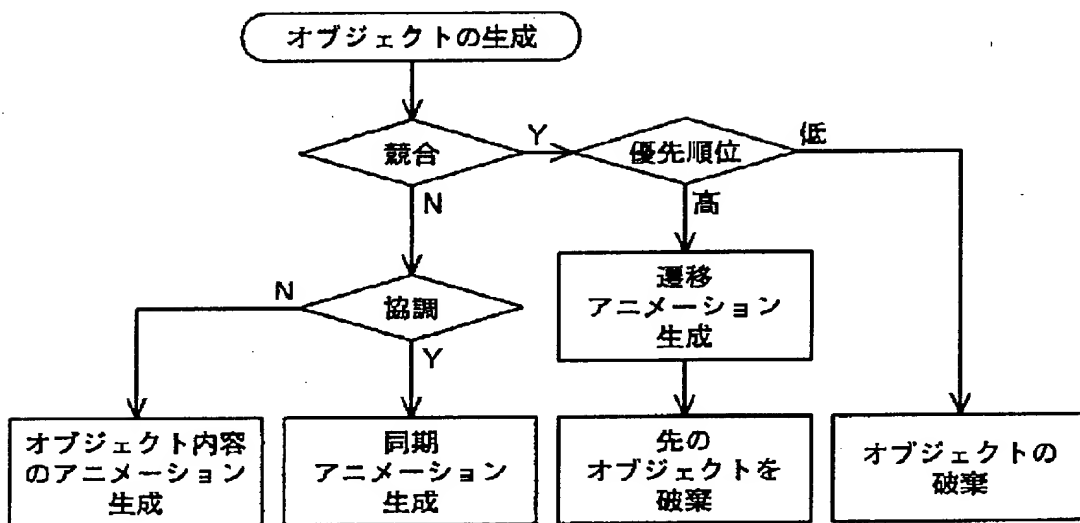 オブジェクトの生成
競合
Y
優先順位
低
N
高
遷移
アニメーション
生成
N
協調
Y
オブジェクト内容
のアニメーション
生成
同期
アニメーション
生成
先の
オブジェクトを
破棄
オブジェクトの
破棄